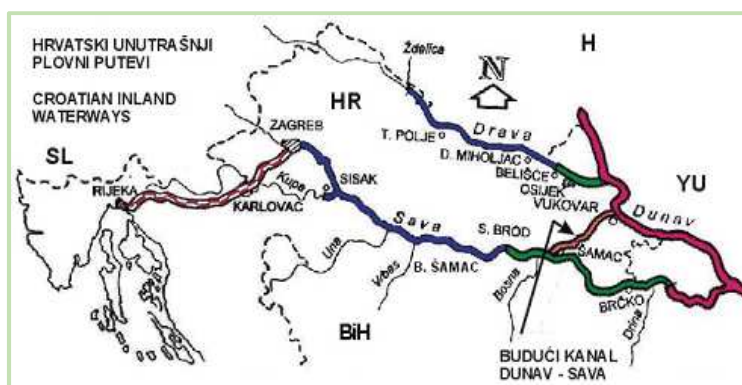 HRVATSKI UNUTRAŠNJI
PLOVNI PUTEVI
CROATIAN INLAND
WATERWAYS
H
Ždelica
N
HR
ZAGREB
T. POLJE
Drava
D. MIHOLJAC
BELIŠĆE
OSIJEK
VUKOVAR
YU
SL
RIJEKA
KARLOVAC
Kupa
SISAK
Sava
S. BROD
Dunav
ŠAMAC
Una
Vrbas
B. ŠAMAC
Bosna
BRČKO
Drina
BiH
BUDUĆI KANAL
DUNAV - SAVA